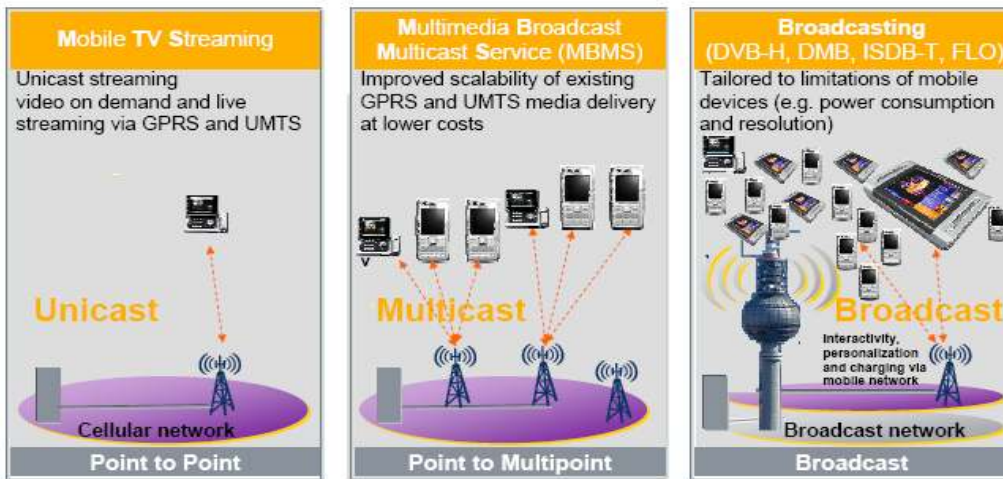 Mobile TV Streaming
Unicast streaming
video on demand and live
streaming via GPRS and UMTS
Unicast
Cellular network
Point to Point
Multimedia Broadcast
Multicast Service (MBMS)
Improved scalability of existing
GPRS and UMTS media delivery
at lower costs
V
Multicast
Point to Multipoint
Broadcasting
(DVB-H, DMB, ISDB-T, FLO)
Tailored to limitations of mobile
devices (e.g. power consumption
and resolution)
Broadcast
Interactivity,
personalization
and charging via
mobile network
Broadcast network
Broadcast